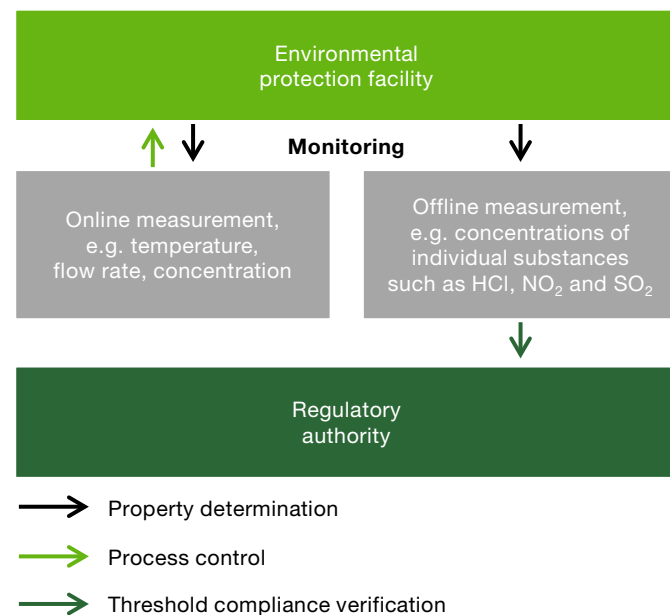 Environmental
protection facility
Monitoring
Online measurement,
e.g. temperature,
flow rate, concentration
Offline measurement,
e.g. concentrations of
individual substances
such as HCl, NO₂ and SO₂
Regulatory
authority
Property determination
Process control
Threshold compliance verification